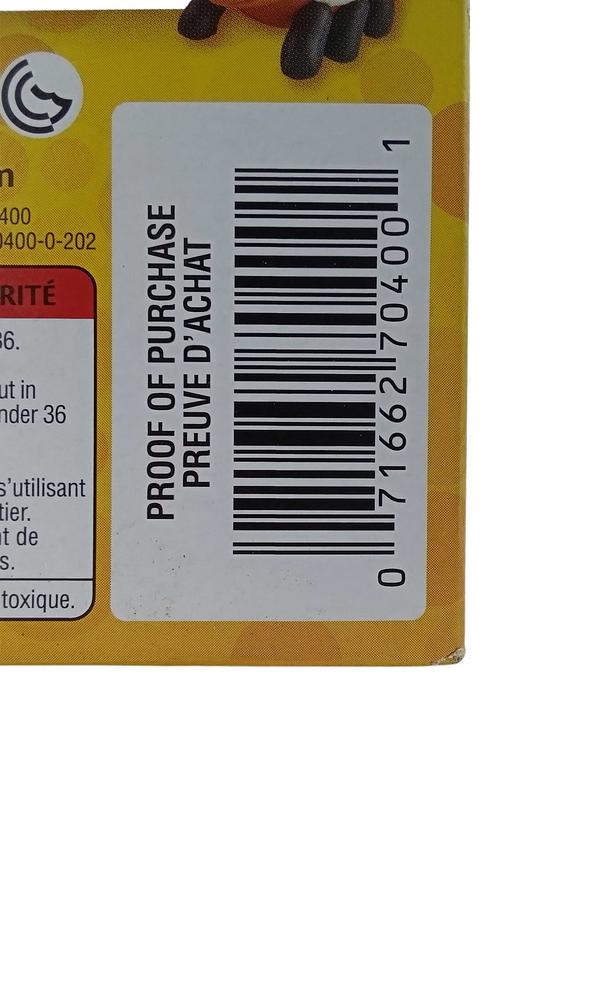 m
400
0400-0-202
RITÉ
36.
ut in
nder 36
s'utilisant
tier.
nt de
s.
toxique.
PROOF OF PURCHASE
PREUVE D'ACHAT
0 71662 70400 1